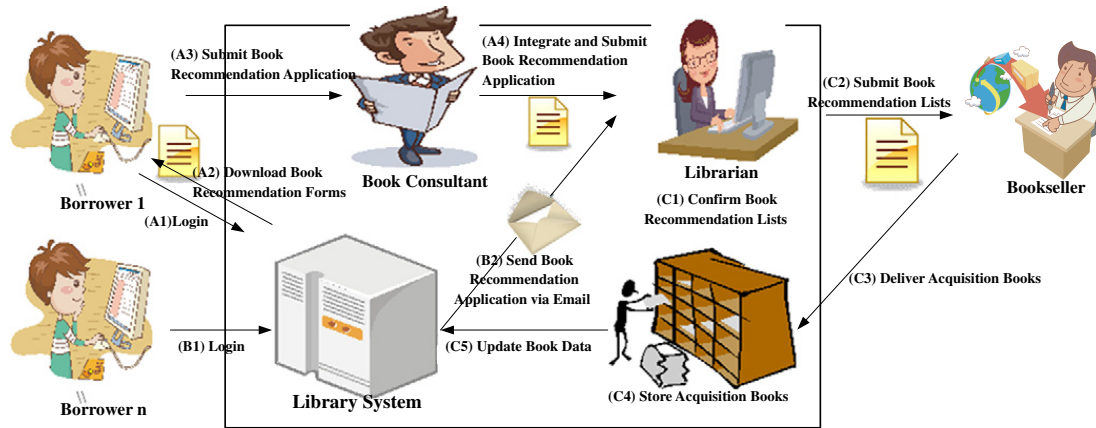 (A3) Submit Book
Recommendation Application
(A4) Integrate and Submit
Book Recommendation
Application
(C2) Submit Book
Recommendation Lists
(A2) Download Book
Recommendation Forms
Book Consultant
Librarian
Bookseller
Borrower 1
(A1)Login
(C1) Confirm Book
Recommendation Lists
(B2) Send Book
Recommendation
Application via Email
(C3) Deliver Acquisition Books
(B1) Login
(C5) Update Book Data
Library System
(C4) Store Acquisition Books
Borrower n